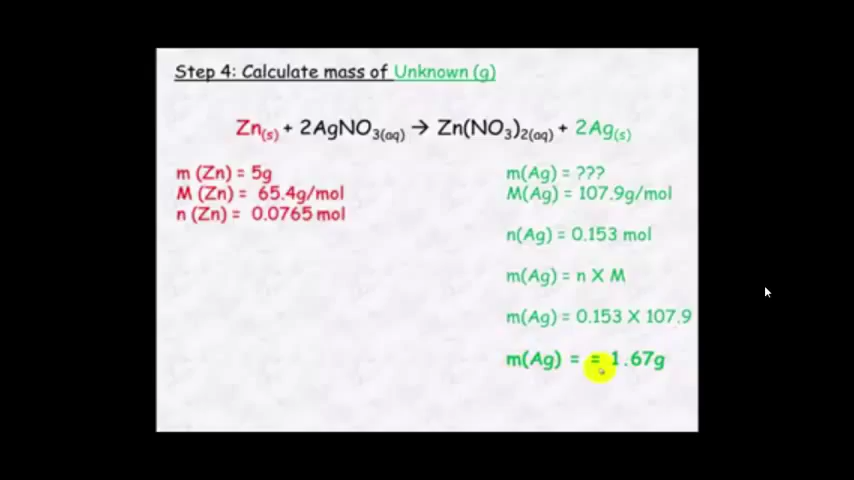 Step 4: Calculate mass of Unknown (g)
Zn(s) + 2AgNO3(aq) → Zn(NO3)2(aq) + 2Ag(s)
m (Zn) = 5g
M (Zn) = 65.4g/mol
n (Zn) = 0.0765 mol
m(Ag) = ???
M(Ag) = 107.9g/mol
n(Ag) = 0.153 mol
m(Ag) = n X M
m(Ag) = 0.153 X 107.9
m(Ag) = = 1.67g